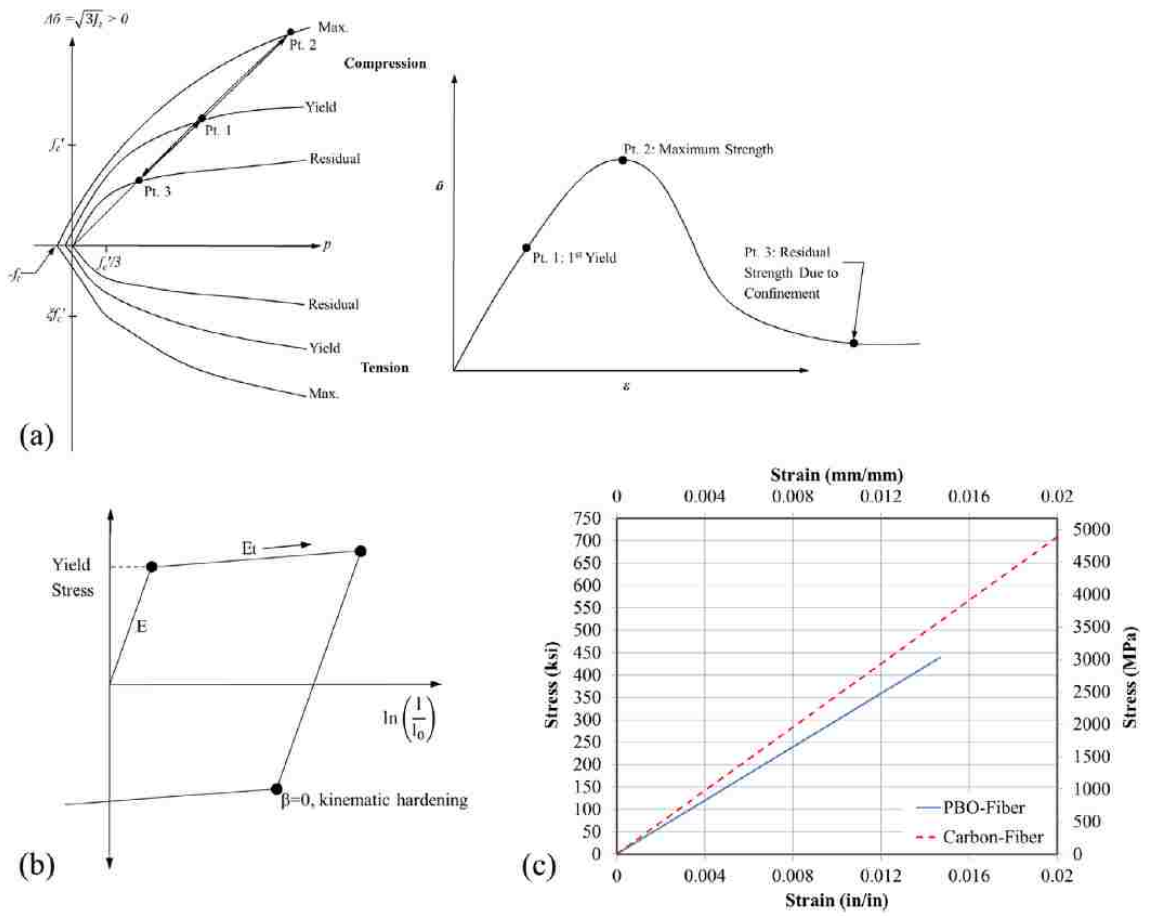 Δσ̄ = √3J₂ > 0
Max.
Pt. 2
Compression
Yield
Pt. 1
fc'
Residual
Pt. 3
p
-ft
fc'/3
Residual
ξfc'
Yield
Tension
Max.
(a)
σ̄
Pt. 2: Maximum Strength
Pt. 1: 1st Yield
Pt. 3: Residual
Strength Due to
Confinement
ε
Yield
Stress
Et
E
ln(l/l₀)
β=0, kinematic hardening
(b)
Strain (mm/mm)
0 0.004 0.008 0.012 0.016 0.02
750
700
650
600
550
500
450
400
350
300
250
200
150
100
50
0
Stress (ksi)
5000
4500
4000
3500
3000
2500
2000
1500
1000
500
0
Stress (MPa)
PBO-Fiber
Carbon-Fiber
0 0.004 0.008 0.012 0.016 0.02
Strain (in/in)
(c)